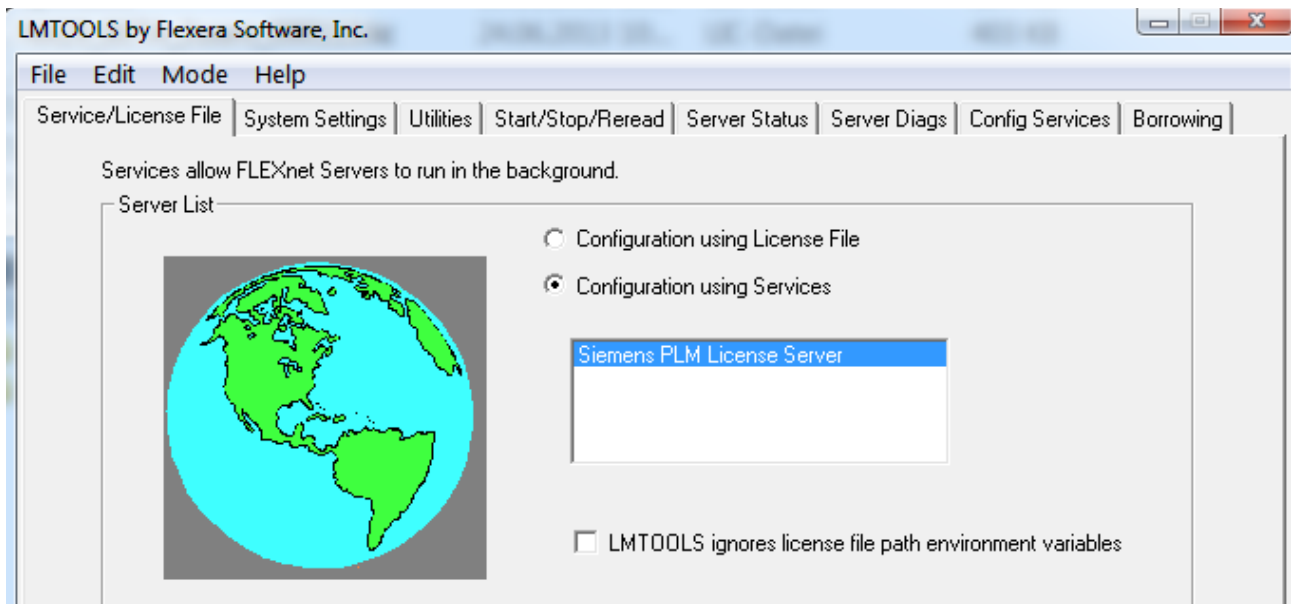 LMTOOLS by Flexera Software, Inc.
File Edit Mode Help
Service/License File System Settings Utilities Start/Stop/Reread Server Status Server Diags Config Services Borrowing
Services allow FLEXnet Servers to run in the background.
Server List
Configuration using License File
Configuration using Services
Siemens PLM License Server
LMTOOLS ignores license file path environment variables